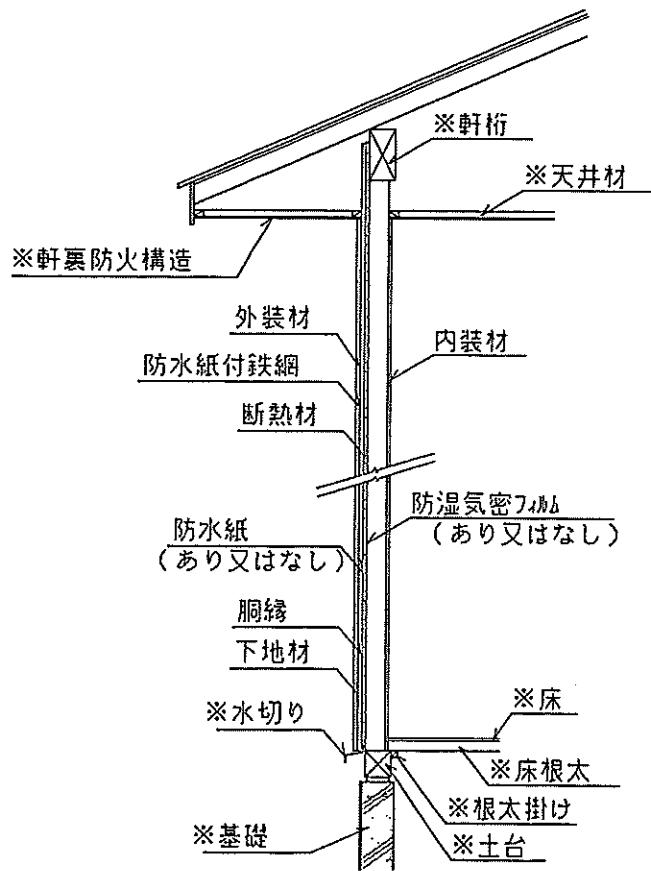 ※軒桁
※天井材
※軒裏防火構造
外装材
内装材
防水紙付鉄網
断熱材
防湿気密フィルム
(あり又はなし)
防水紙
(あり又はなし)
胴縁
下地材
※水切り
※床
※床根太
※根太掛け
※基礎
※土台